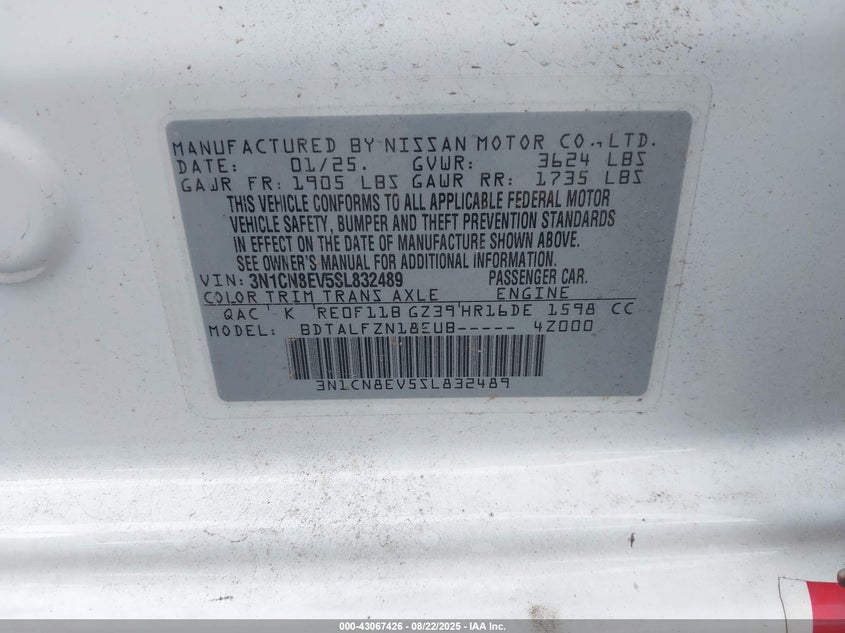 MANUFACTURED BY NISSAN MOTOR CO., LTD.
DATE: 01/25. GVWR: 3624 LBS
GAWR FR: 1905 LBS GAWR RR: 1735 LBS
THIS VEHICLE CONFORMS TO ALL APPLICABLE FEDERAL MOTOR
VEHICLE SAFETY, BUMPER AND THEFT PREVENTION STANDARDS
IN EFFECT ON THE DATE OF MANUFACTURE SHOWN ABOVE.
SEE OWNER'S MANUAL FOR ADDITIONAL INFORMATION.
VIN: 3N1CN8EV5SL832489 PASSENGER CAR.
COLOR TRIM TRANS AXLE ENGINE
QAC K RE0F11B GZ39 HR16DE 1598 CC
MODEL: BDTALFZN18EUB----- 4Z000
3N1CN8EV5SL832489
000-43067426 - 08/22/2025 - IAA Inc.